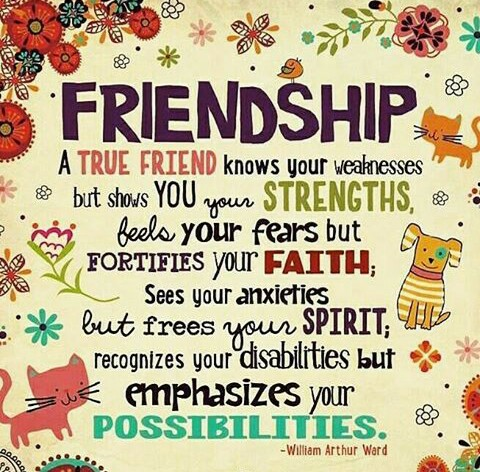 FRIENDSHIP
A TRUE FRIEND knows your weaknesses
but shows YOU your STRENGTHS,
feels your fears but
FORTIFIES your FAITH;
Sees your anxieties
but frees your SPIRIT;
recognizes your disabilities but
emphasizes your
POSSIBILITIES.
-William Arthur Ward